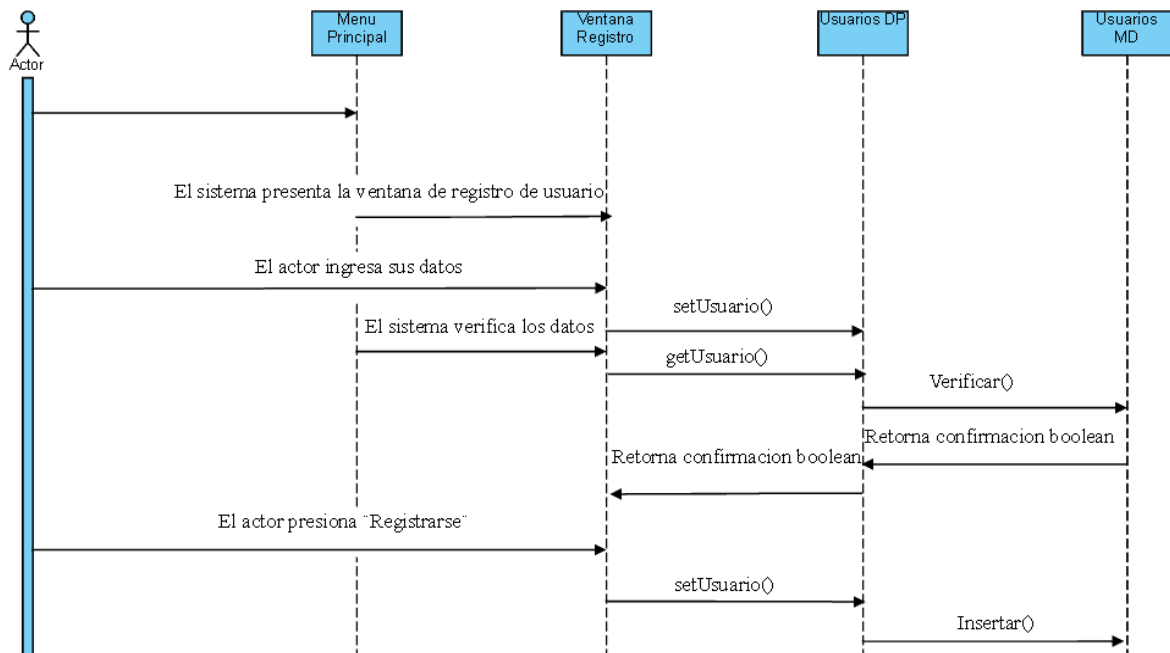 Menu
Principal
Ventana
Registro
Usuarios DP
Usuarios
MD
Actor
El sistema presenta la ventana de registro de usuario
El actor ingresa sus datos
setUsuario()
El sistema verifica los datos
getUsuario()
Verificar()
Retorna confirmacion boolean
Retorna confirmacion boolean
El actor presiona ¨Registrarse¨
setUsuario()
Insertar()